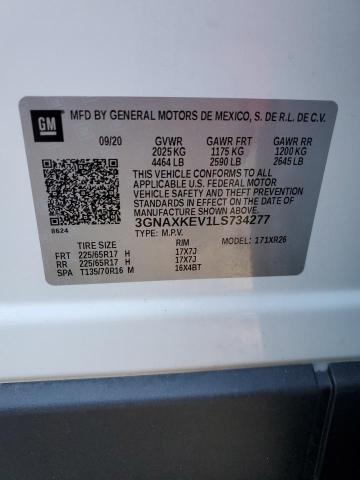 GM
MFD BY GENERAL MOTORS DE MEXICO, S. DE R.L. DE C.V.
09/20 GVWR GAWR FRT GAWR RR
2025 KG 1175 KG 1200 KG
4464 LB 2590 LB 2645 LB
THIS VEHICLE CONFORMS TO ALL
APPLICABLE U.S. FEDERAL MOTOR
VEHICLE SAFETY AND THEFT PREVENTION
STANDARDS IN EFFECT ON THE DATE OF
MANUFACTURE SHOWN ABOVE.
3GNAXKEV1LS734277
8624 TYPE: M.P.V. MODEL: 171XR26
TIRE SIZE RIM
FRT 225/65R17 H 17X7J
RR 225/65R17 H 17X7J
SPA T135/70R16 M 16X4BT